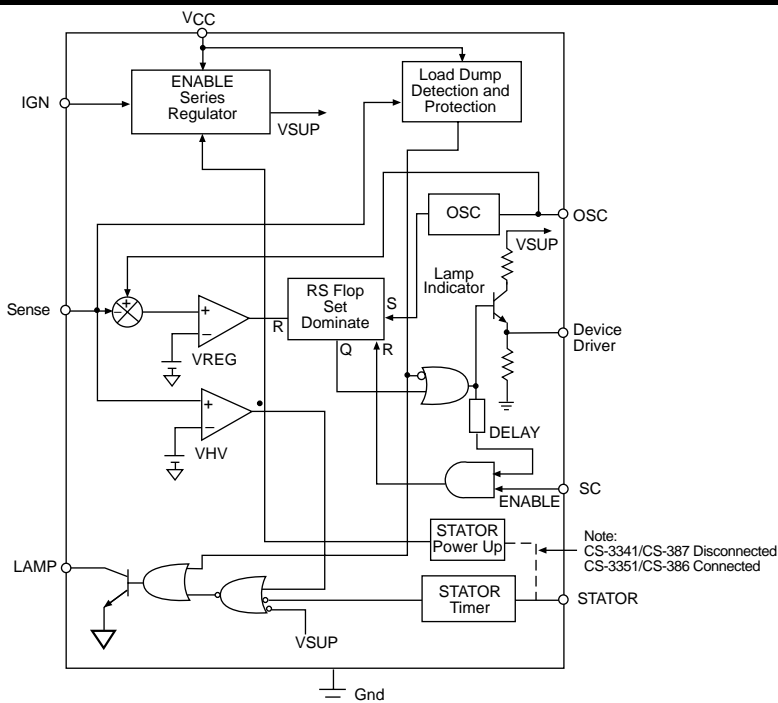 VCC
ENABLE
Series
Regulator
Load Dump
Detection and
Protection
IGN
VSUP
OSC
OSC
VSUP
Lamp
Indicator
RS Flop
Set
Dominate
S
R
Q
R
+
−
Sense
+
−
VREG
Device
Driver
+
−
VHV
DELAY
ENABLE
SC
STATOR
Power Up
Note:
CS-3341/CS-387 Disconnected
CS-3351/CS-386 Connected
LAMP
STATOR
Timer
STATOR
VSUP
Gnd